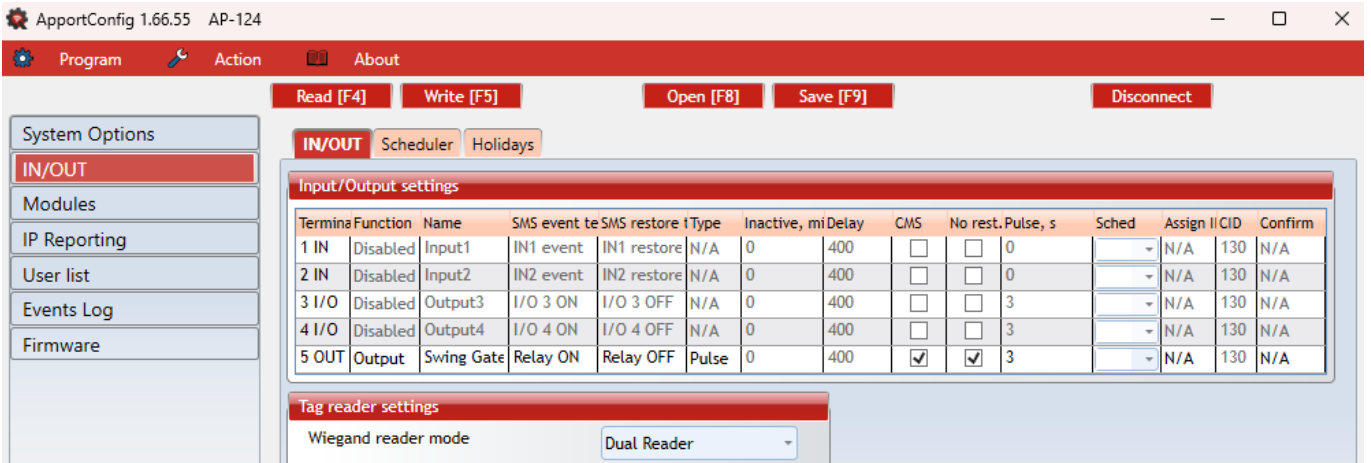 ApportConfig 1.66.55 AP-124
Program Action About
Read [F4] Write [F5] Open [F8] Save [F9] Disconnect
System Options
IN/OUT
Modules
IP Reporting
User list
Events Log
Firmware
IN/OUT Scheduler Holidays
Input/Output settings
Termina Function Name SMS event te SMS restore t Type Inactive, mi Delay CMS No rest. Pulse, s Sched Assign I CID Confirm
1 IN Disabled Input1 IN1 event IN1 restore N/A 0 400 0 N/A 130 N/A
2 IN Disabled Input2 IN2 event IN2 restore N/A 0 400 0 N/A 130 N/A
3 I/O Disabled Output3 I/O 3 ON I/O 3 OFF N/A 0 400 3 N/A 130 N/A
4 I/O Disabled Output4 I/O 4 ON I/O 4 OFF N/A 0 400 3 N/A 130 N/A
5 OUT Output Swing Gate Relay ON Relay OFF Pulse 0 400 3 N/A 130 N/A
Tag reader settings
Wiegand reader mode Dual Reader